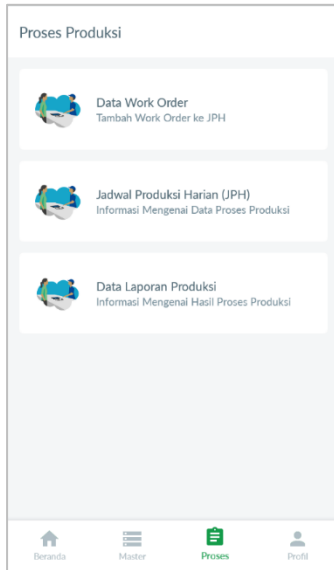 Proses Produksi
Data Work Order
Tambah Work Order ke JPH
Jadwal Produksi Harian (JPH)
Informasi Mengenai Data Proses Produksi
Data Laporan Produksi
Informasi Mengenai Hasil Proses Produksi
Beranda
Master
Proses
Profil